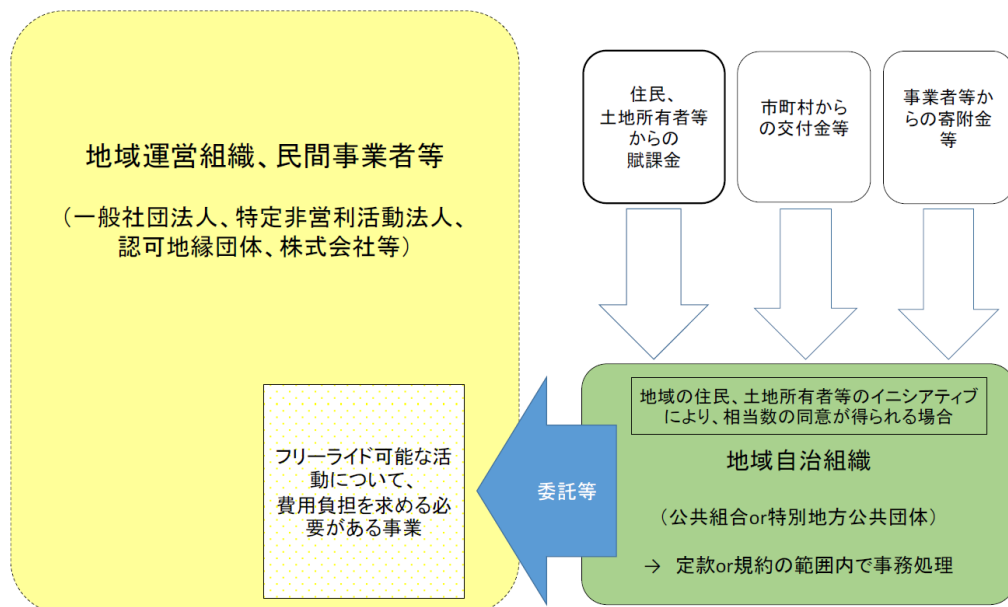 地域運営組織、民間事業者等
（一般社団法人、特定非営利活動法人、
認可地縁団体、株式会社等）
フリーライド可能な活
動について、
費用負担を求める必
要がある事業
住民、
土地所有者等
からの
賦課金
市町村から
の交付金等
事業者等か
らの寄附金
等
委託等
地域の住民、土地所有者等のイニシアティブ
により、相当数の同意が得られる場合
地域自治組織
（公共組合or特別地方公共団体）
→ 定款or規約の範囲内で事務処理